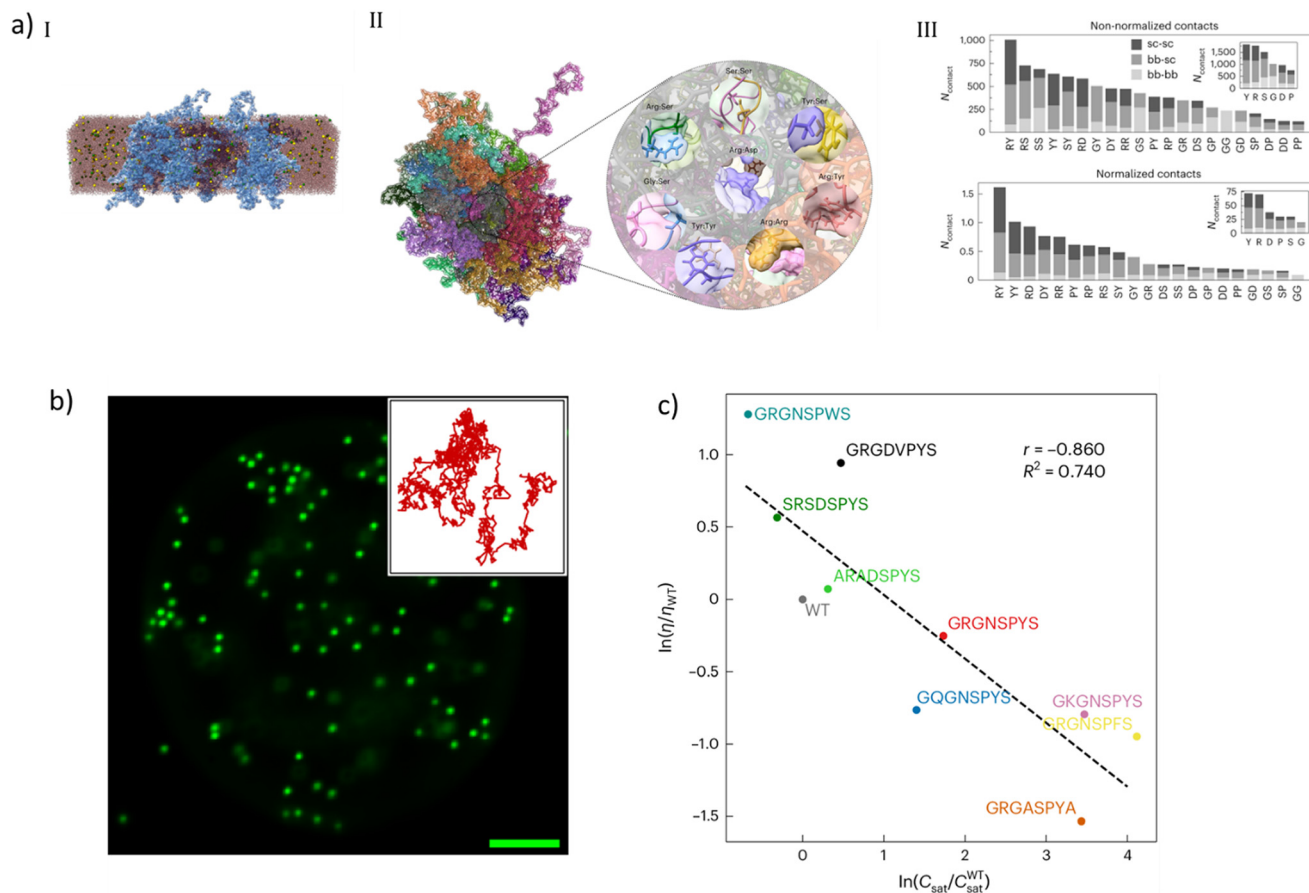 a) I
II
III
Ser:Ser
Arg:Ser
Tyr:Ser
Arg:Asp
Gly:Ser
Arg:Tyr
Tyr:Tyr
Arg:Arg
Non-normalized contacts
N contact
1,000
750
500
250
0
sc-sc
bb-sc
bb-bb
1,500
1,000
500
0
Y R S G D P
RY RS SS YY SY RD GY DY RR GS PY RP GR DS GP GG GD SP DP DD PP
Normalized contacts
N contact
1.5
1.0
0.5
0
75
50
25
0
Y R D P S G
RY YY RD DY RR PY RP RS SY GY GR DS SS DP GP DD PP GD GS SP GG
b)
c)
GRGNSPWS
GRGDVPYS
r = −0.860
R² = 0.740
SRSDSPYS
ARADSPYS
WT
GRGNSPYS
GQGNSPYS
GKGNSPYS
GRGNSPFS
GRGASPYA
ln(η/ηWT)
1.0
0.5
0
−0.5
−1.0
−1.5
0 1 2 3 4
ln(Csat/CsatWT)